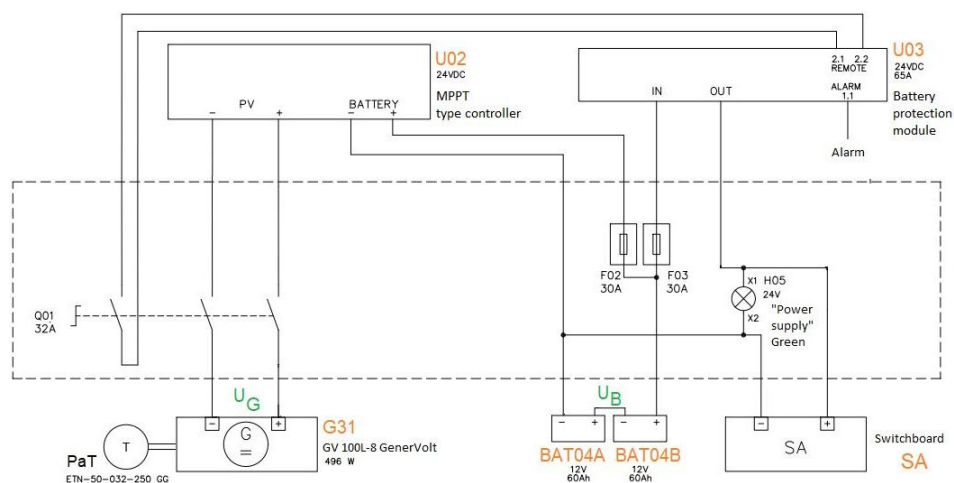 U02
24VDC
MPPT
type controller
PV
BATTERY
- + - +
U03
24VDC
65A
2.1 2.2
REMOTE
ALARM
1.1
IN OUT
Battery
protection
module
Alarm
F02
30A
F03
30A
X1 H05
24V
X2
"Power
supply"
Green
Q01
32A
UG
UB
- +
G
=
G31
GV 100L-8 GenerVolt
496 W
PaT
T
ETN-50-032-250 GG
- + - +
BAT04A BAT04B
12V 12V
60Ah 60Ah
- +
SA
Switchboard
SA